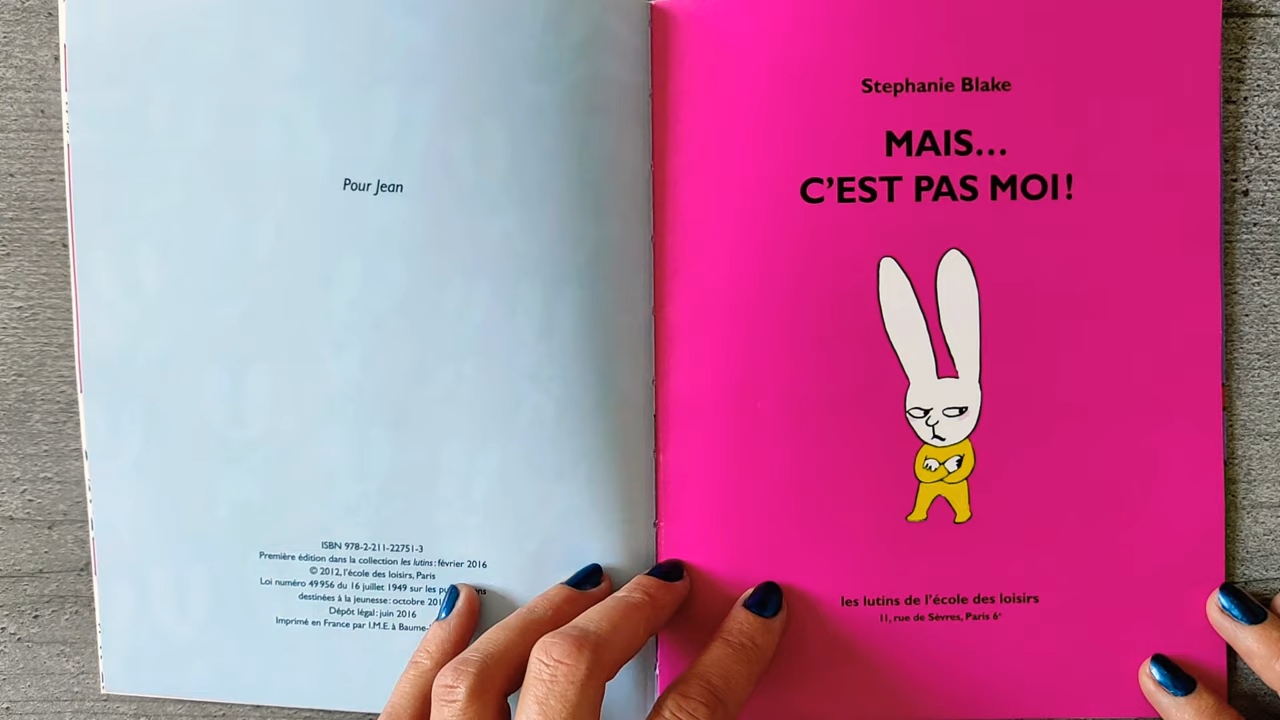 Pour Jean
ISBN 978-2-211-22751-3
Première édition dans la collection les lutins : février 2016
© 2012, l'école des loisirs, Paris
Loi numéro 49 956 du 16 juillet 1949 sur les
destinées à la jeunesse : octobre
Dépôt légal : juin 2016
Imprimé en France par I.M.E. à
Stephanie Blake
MAIS...
C'EST PAS MOI !
les lutins de l'école des loisirs
11, rue de Sèvres, Paris 6e